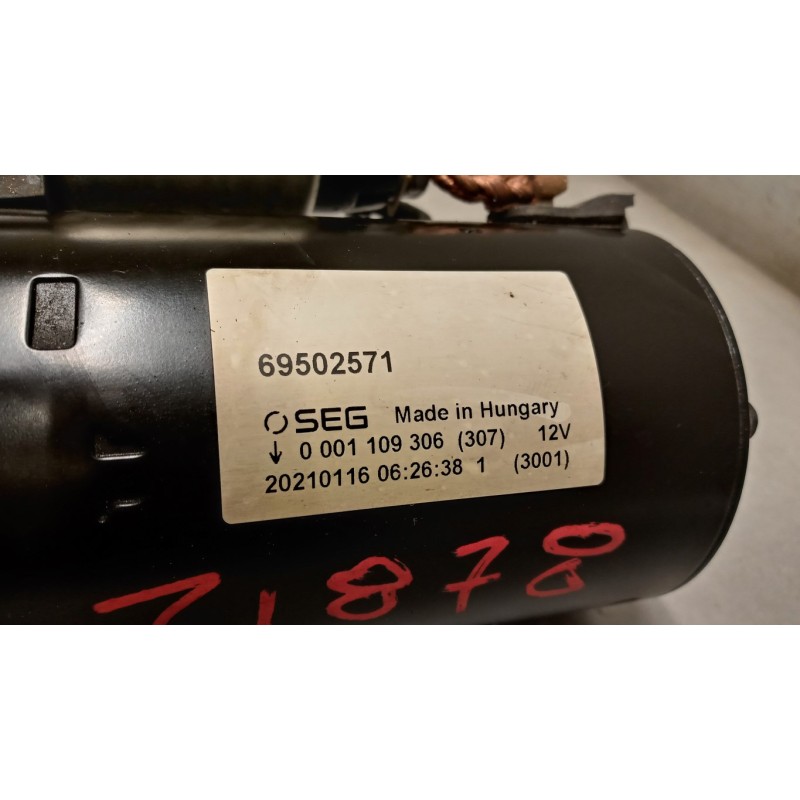 69502571
SEG Made in Hungary
↓ 0 001 109 306 (307) 12V
20210116 06:26:38 1 (3001)
71878